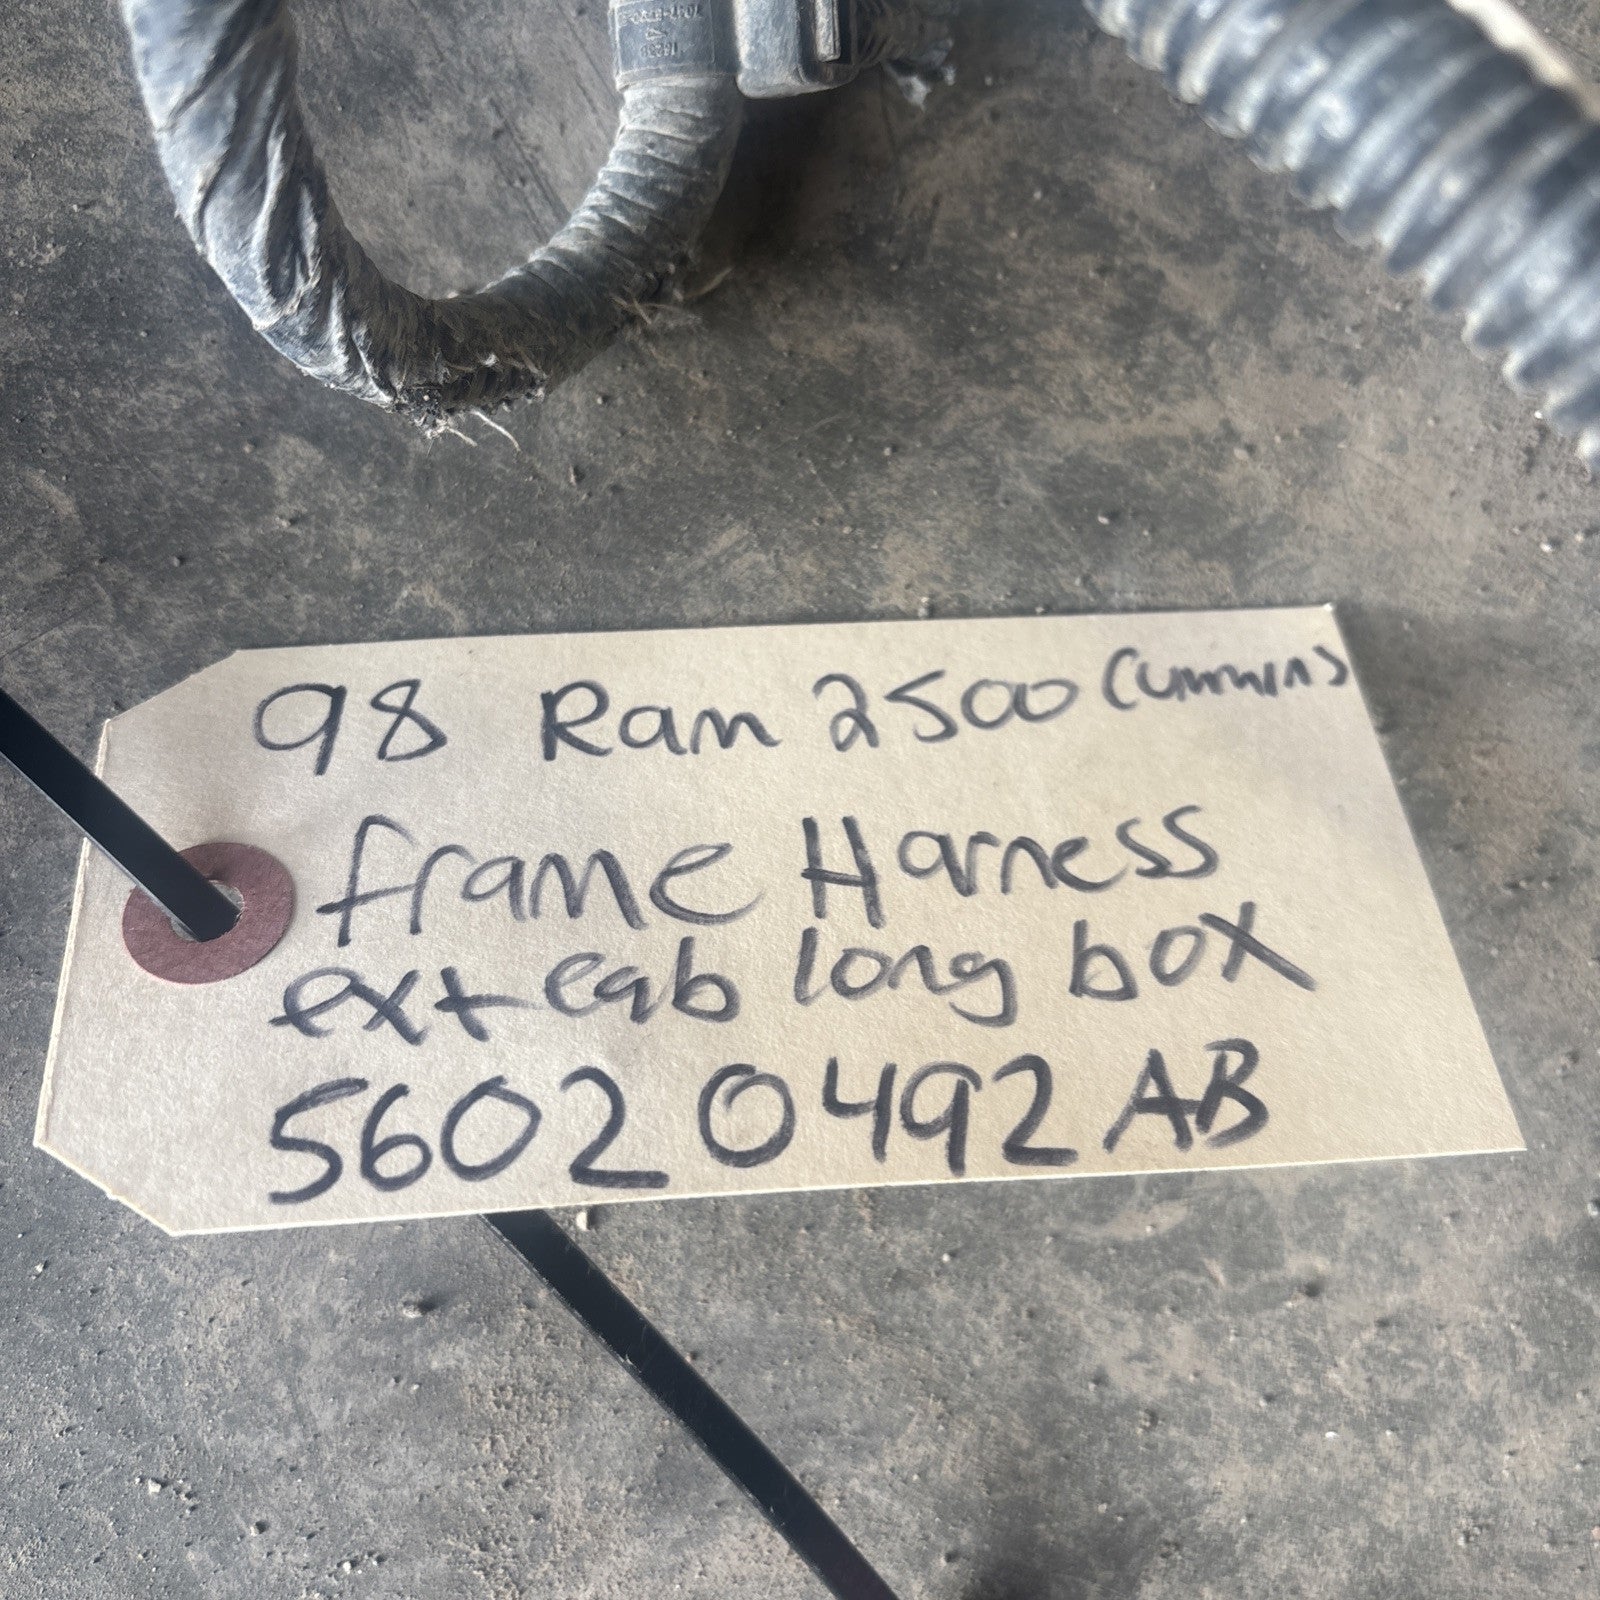 98 Ram 2500 Cummins
frame Harness
ext cab long box
56020492AB